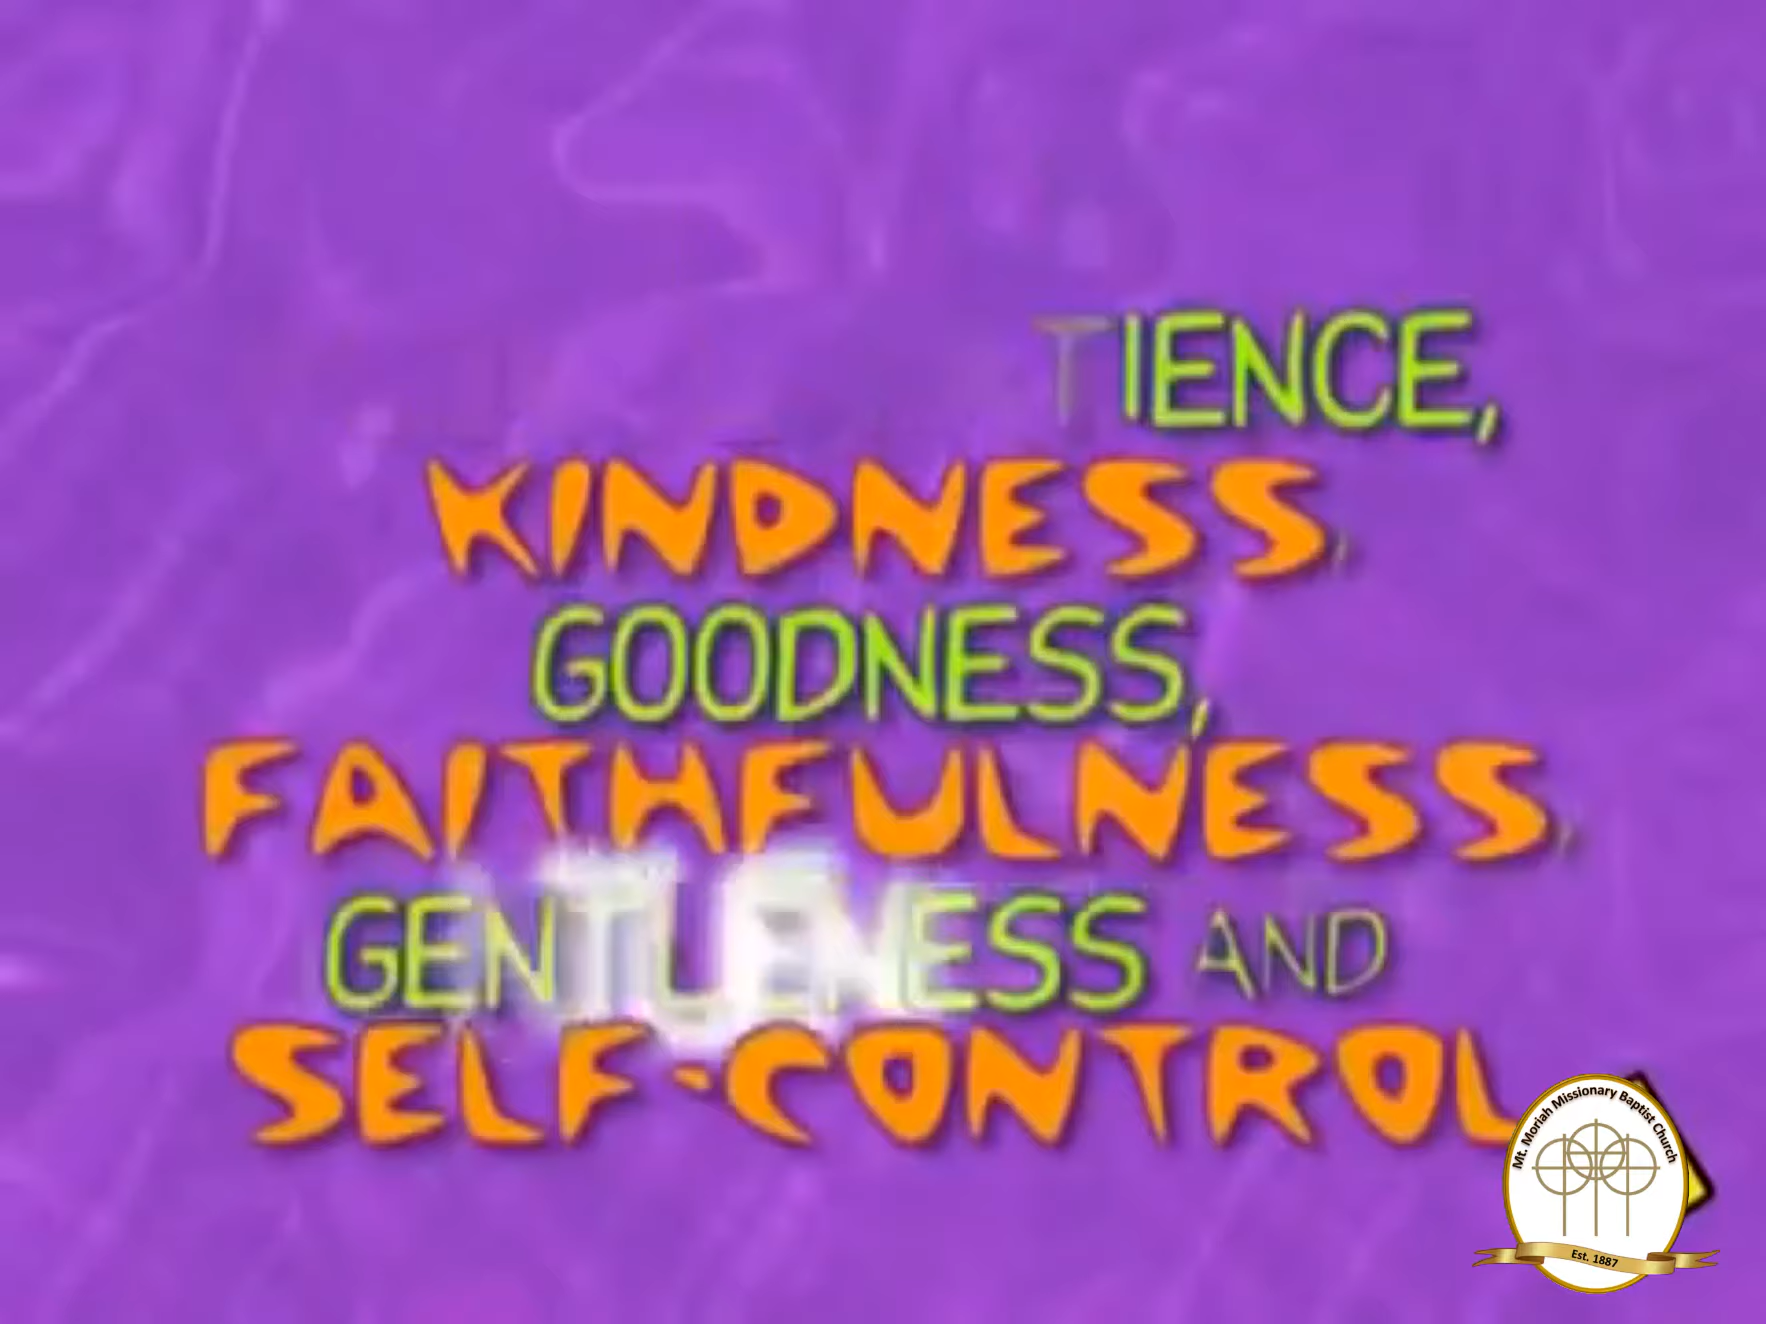 TIENCE,
KINDNESS,
GOODNESS,
FAITHFULNESS,
GENTLENESS AND
SELF-CONTROL
Mt. Moriah Missionary Baptist Church
Est. 1887